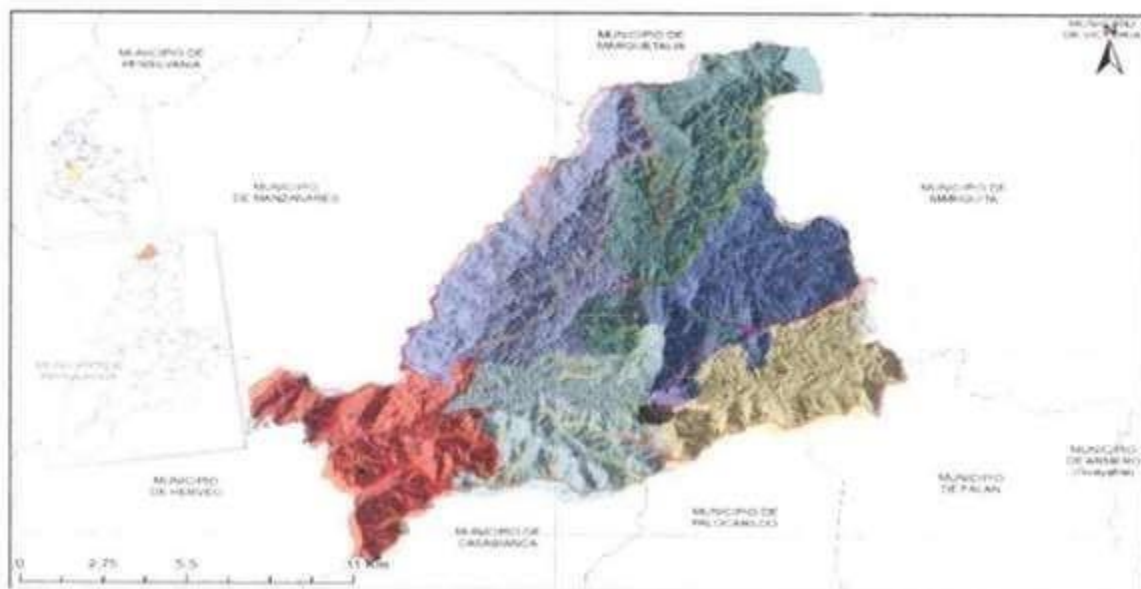 MUNICIPIO DE
PENSILVANIA
MUNICIPIO DE
MARQUETALIA
N
MUNICIPIO
DE MANZANARES
MUNICIPIO DE
MARIQUITA
MUNICIPIO
DE HERVEO
MUNICIPIO DE
CASABIANCA
MUNICIPIO DE
PALOCABILDO
MUNICIPIO
DE FALAN
MUNICIPIO
DE ARMERO
(Guayabal)
0 2,75 5,5 11 Km